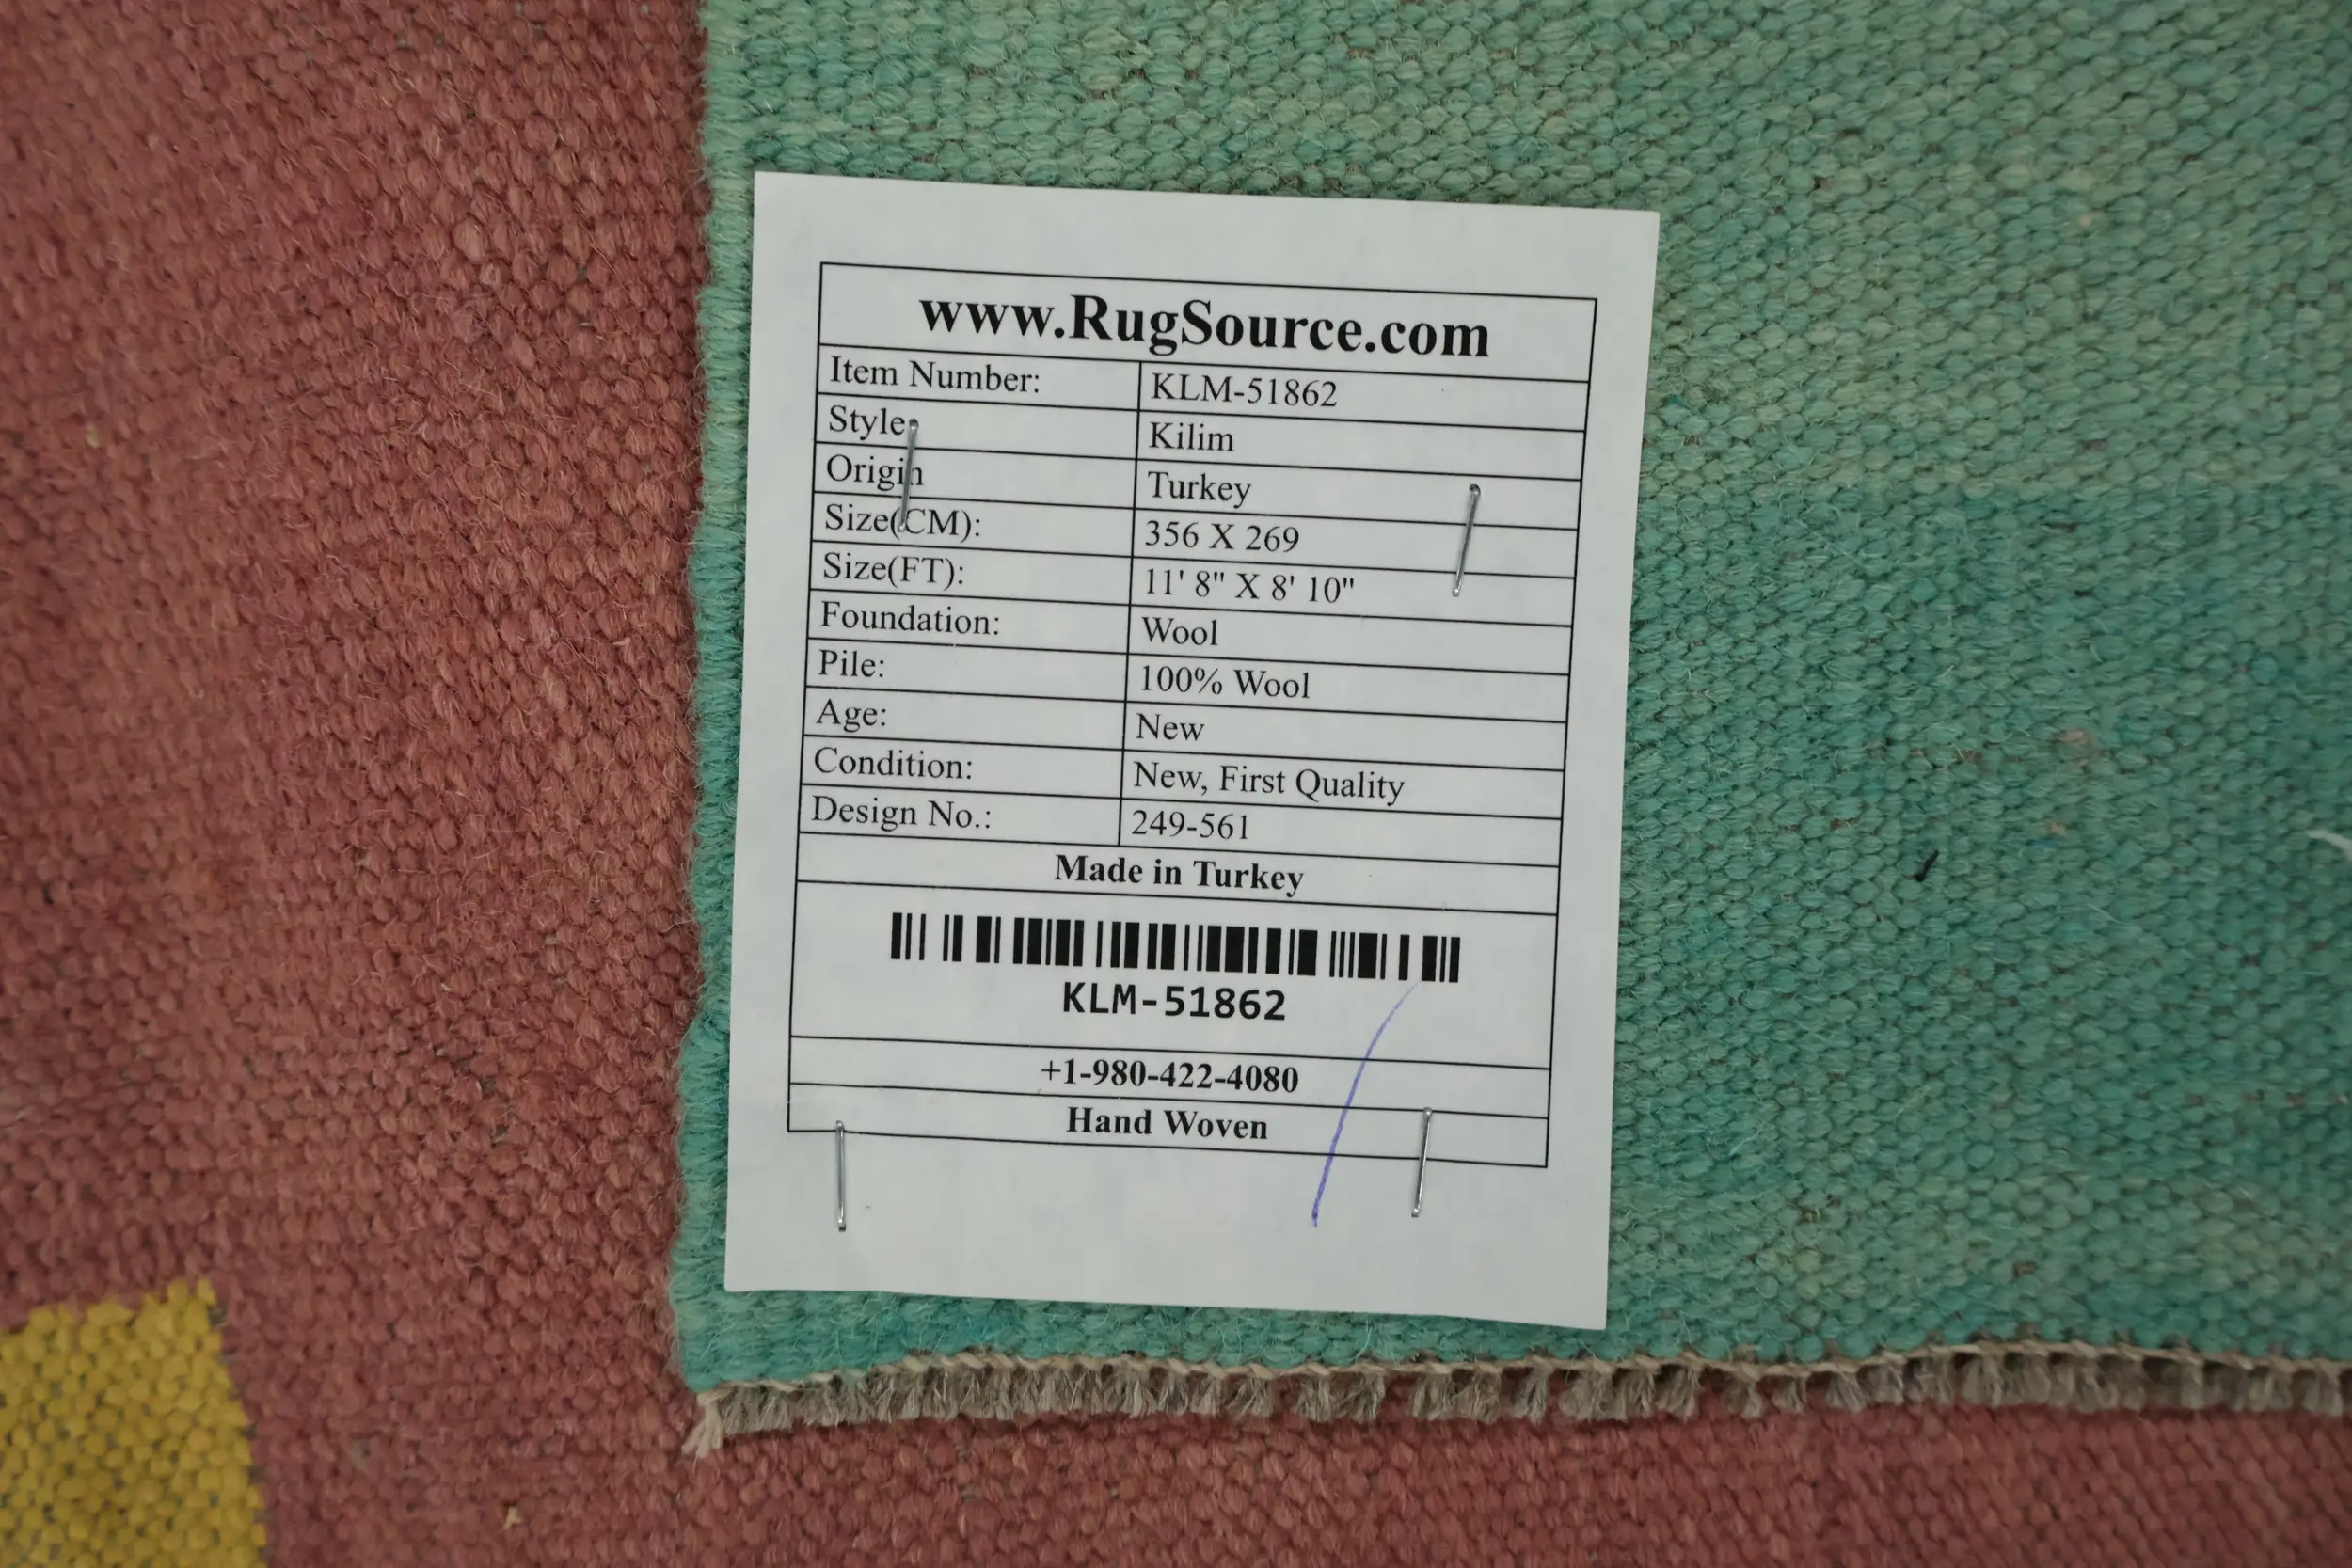 www.RugSource.com
Item Number: KLM-51862
Style: Kilim
Origin Turkey
Size(CM): 356 X 269
Size(FT): 11' 8" X 8' 10"
Foundation: Wool
Pile: 100% Wool
Age: New
Condition: New, First Quality
Design No.: 249-561
Made in Turkey
KLM-51862
+1-980-422-4080
Hand Woven